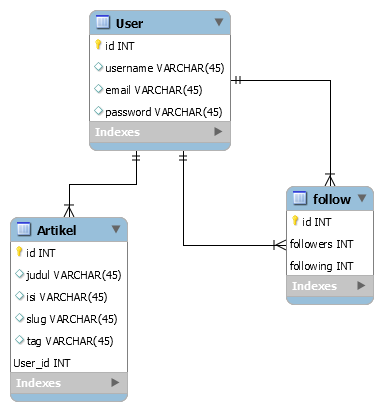 User
id INT
username VARCHAR(45)
email VARCHAR(45)
password VARCHAR(45)
Indexes
follow
id INT
followers INT
following INT
Indexes
Artikel
id INT
judul VARCHAR(45)
isi VARCHAR(45)
slug VARCHAR(45)
tag VARCHAR(45)
User_id INT
Indexes